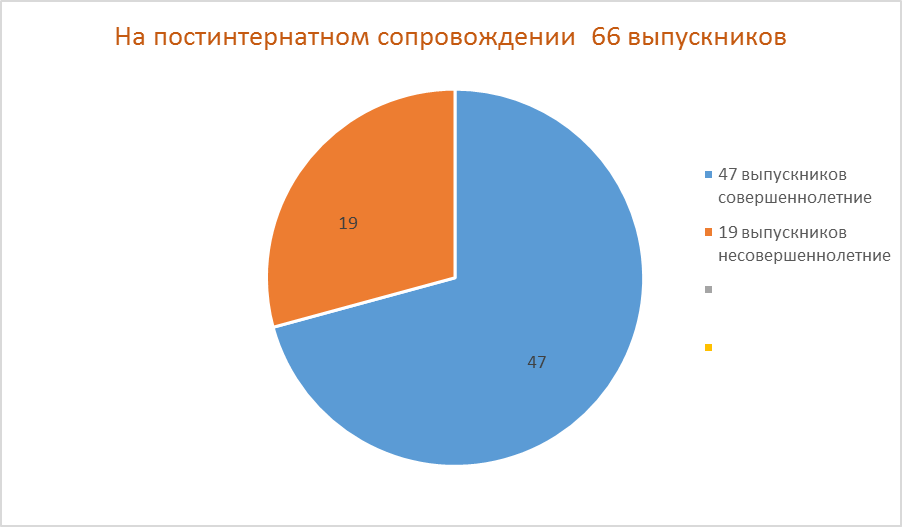 На постинтернатном сопровождении  66 выпускников
47 выпускников
совершеннолетние
19 выпускников
несовершеннолетние
19
47